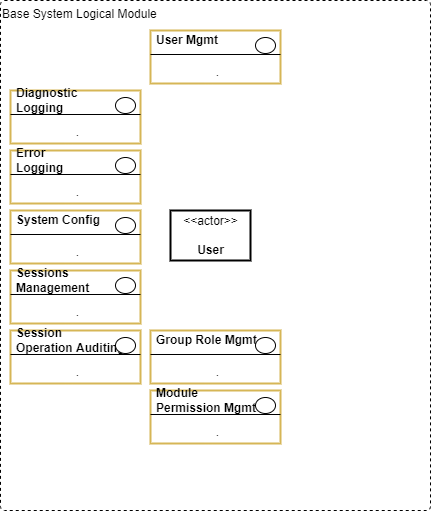 Base System Logical Module
User Mgmt
.
Diagnostic
Logging
.
Error
Logging
.
System Config
.
<<actor>>
User
Sessions
Management
.
Session
Operation Auditing
.
Group Role Mgmt
.
Module
Permission Mgmt
.